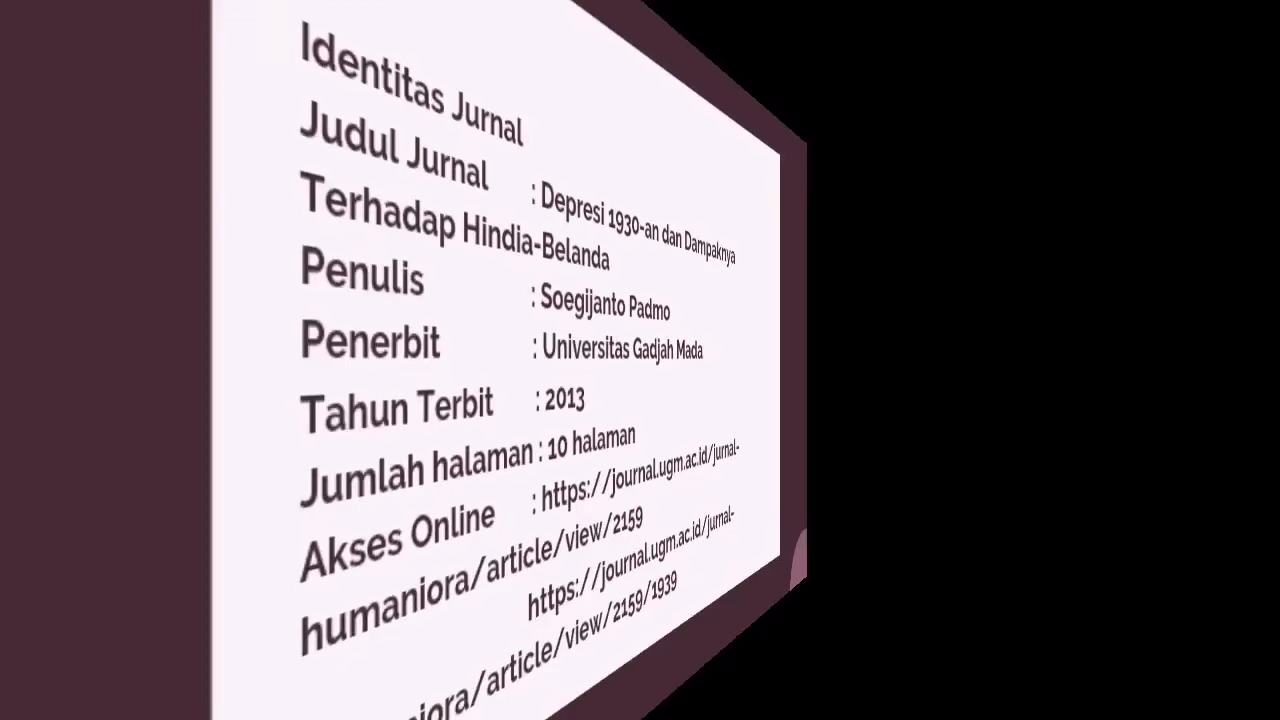 Identitas Jurnal
Judul Jurnal : Depresi 1930-an dan Dampaknya
Terhadap Hindia-Belanda
Penulis : Soegijanto Padmo
Penerbit : Universitas Gadjah Mada
Tahun Terbit : 2013
Jumlah halaman : 10 halaman
Akses Online : https://journal.ugm.ac.id/jurnal-
humaniora/article/view/2159
https://journal.ugm.ac.id/jurnal-
iora/article/view/2159/1939